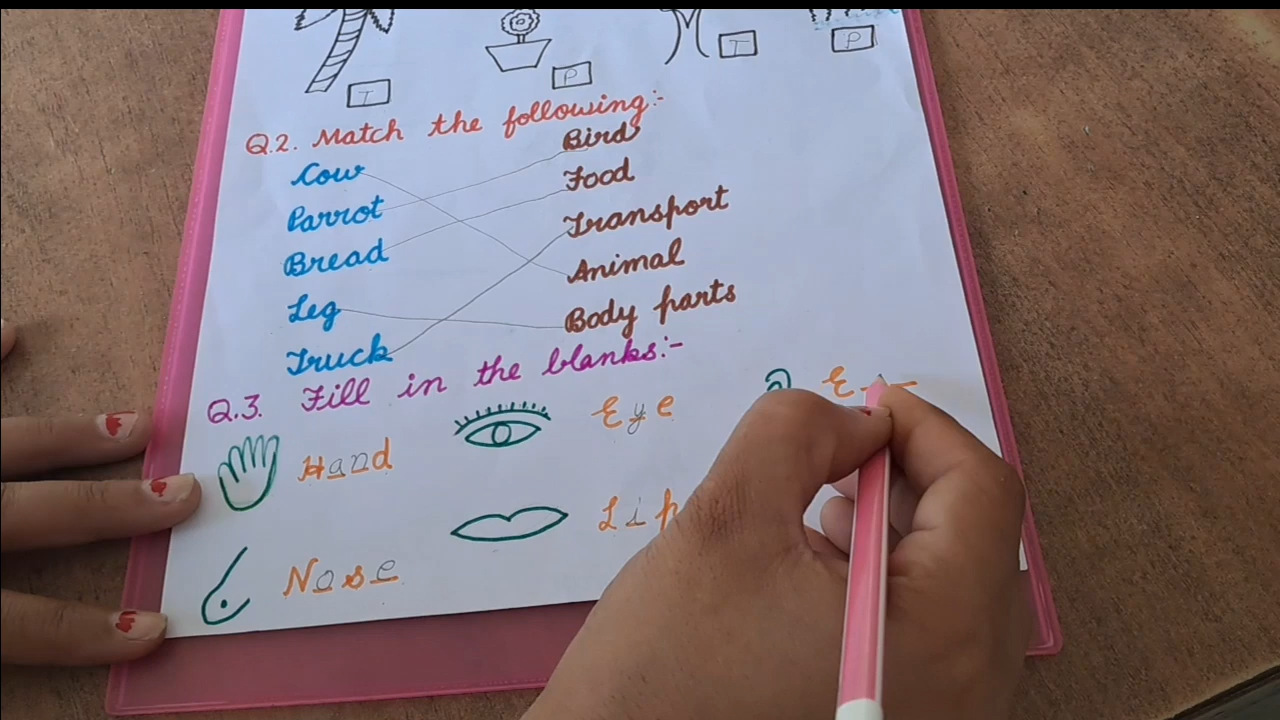 T P T P
Q.2. Match the following:-
Cow Bird
Parrot Food
Bread Transport
Leg Animal
Truck Body parts
Q.3. Fill in the blanks:-
Hand Eye E
Nose Lip